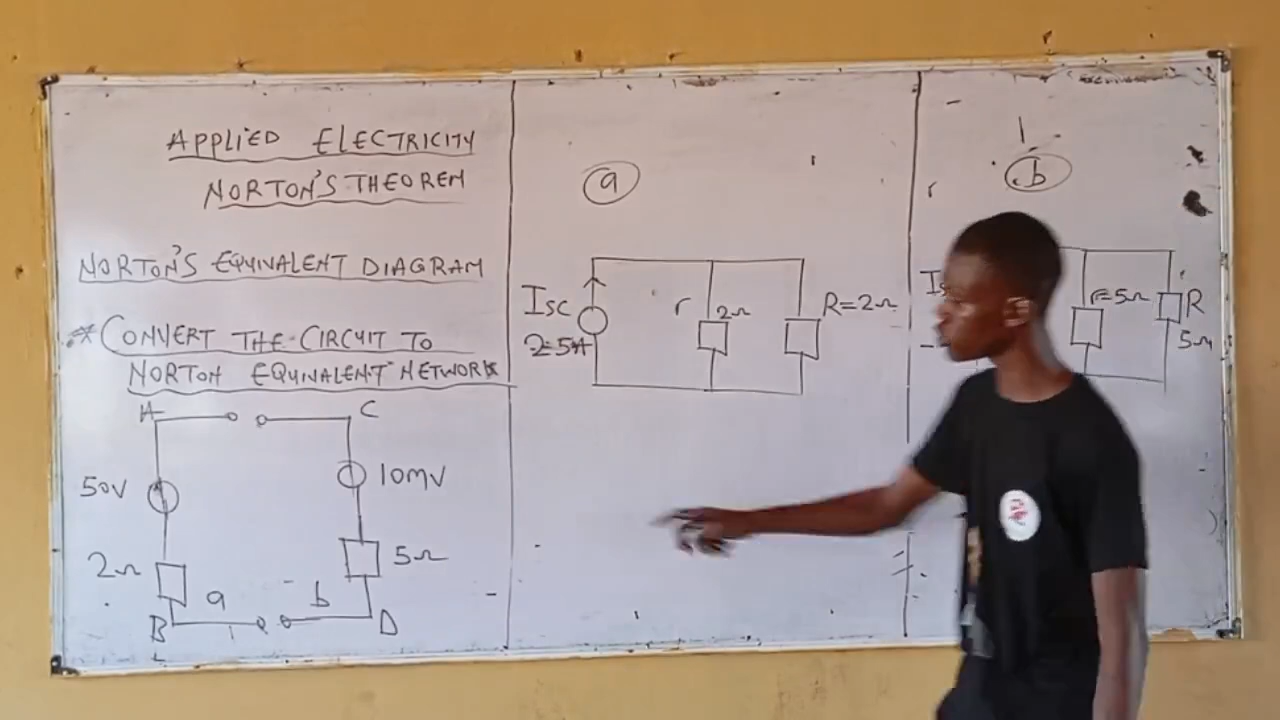 APPLIED ELECTRICITY
NORTON'S THEOREM
NORTON'S EQUIVALENT DIAGRAM
* CONVERT THE CIRCUIT TO
NORTON EQUIVALENT NETWORK
A
C
50V
10mV
2Ω
5Ω
a
b
B
D
a
Isc
25A
r
2Ω
R=2Ω
b
r=5Ω
R
5Ω